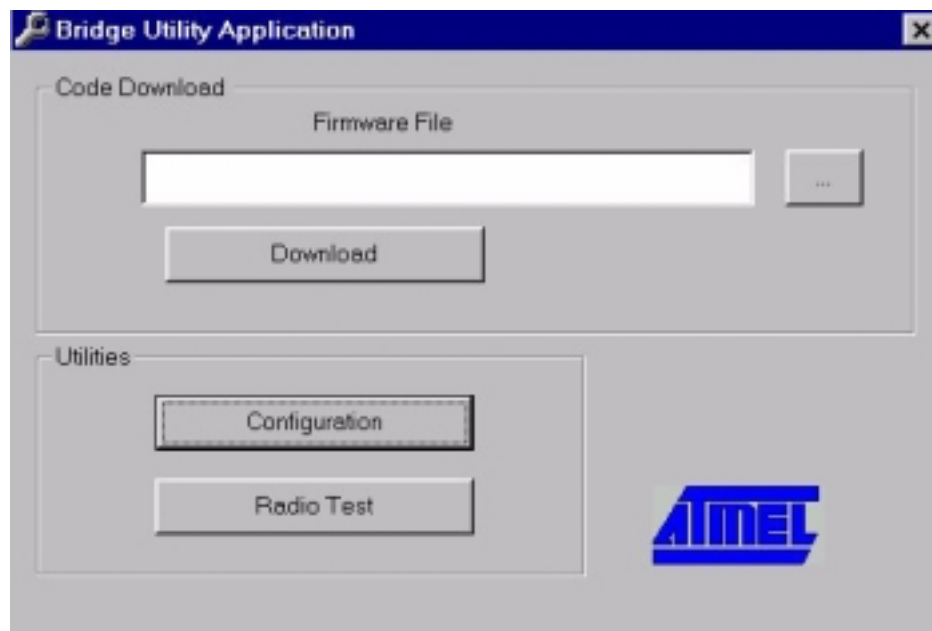 Bridge Utility Application
Code Download
Firmware File
...
Download
Utilities
Configuration
Radio Test
ATMEL